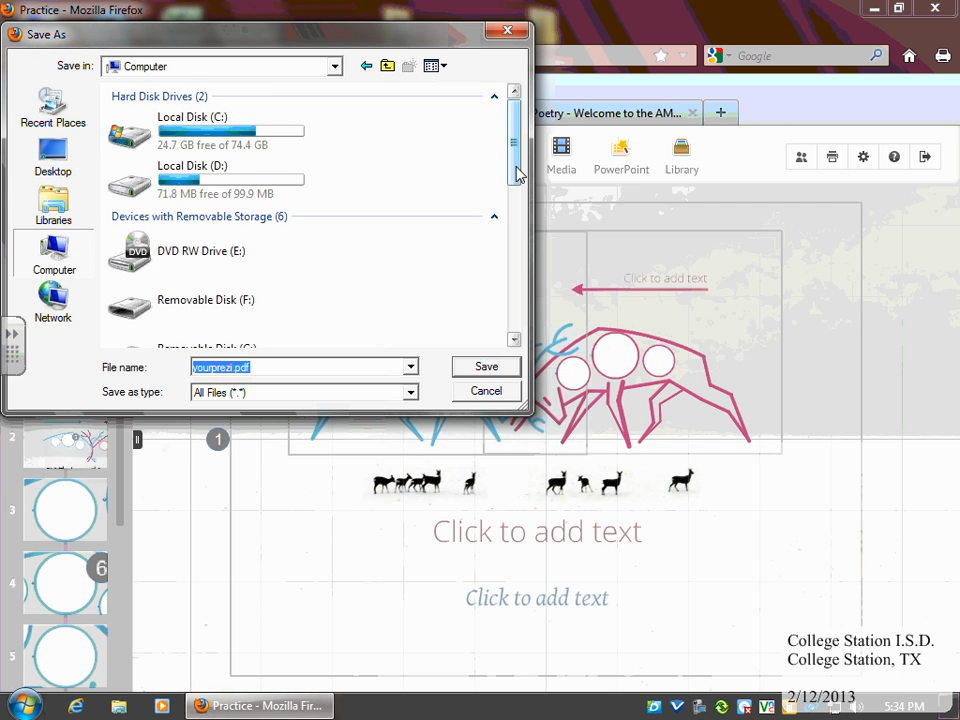 Practice - Mozilla Firefox
Save As
Save in:
Computer
Google
Recent Places
Desktop
Libraries
Computer
Network
Hard Disk Drives (2)
Local Disk (C:)
24.7 GB free of 74.4 GB
Local Disk (D:)
71.8 MB free of 99.9 MB
Devices with Removable Storage (6)
DVD RW Drive (E:)
DVD
Removable Disk (F:)
File name:
yourprezi.pdf
Save
Save as type:
All Files (*.*)
Cancel
Poetry - Welcome to the AM...
Media
PowerPoint
Library
Click to add text
1
2
3
4
6
5
Click to add text
Click to add text
College Station I.S.D.
College Station, TX
2/12/2013
Practice - Mozilla Fir...
5:34 PM